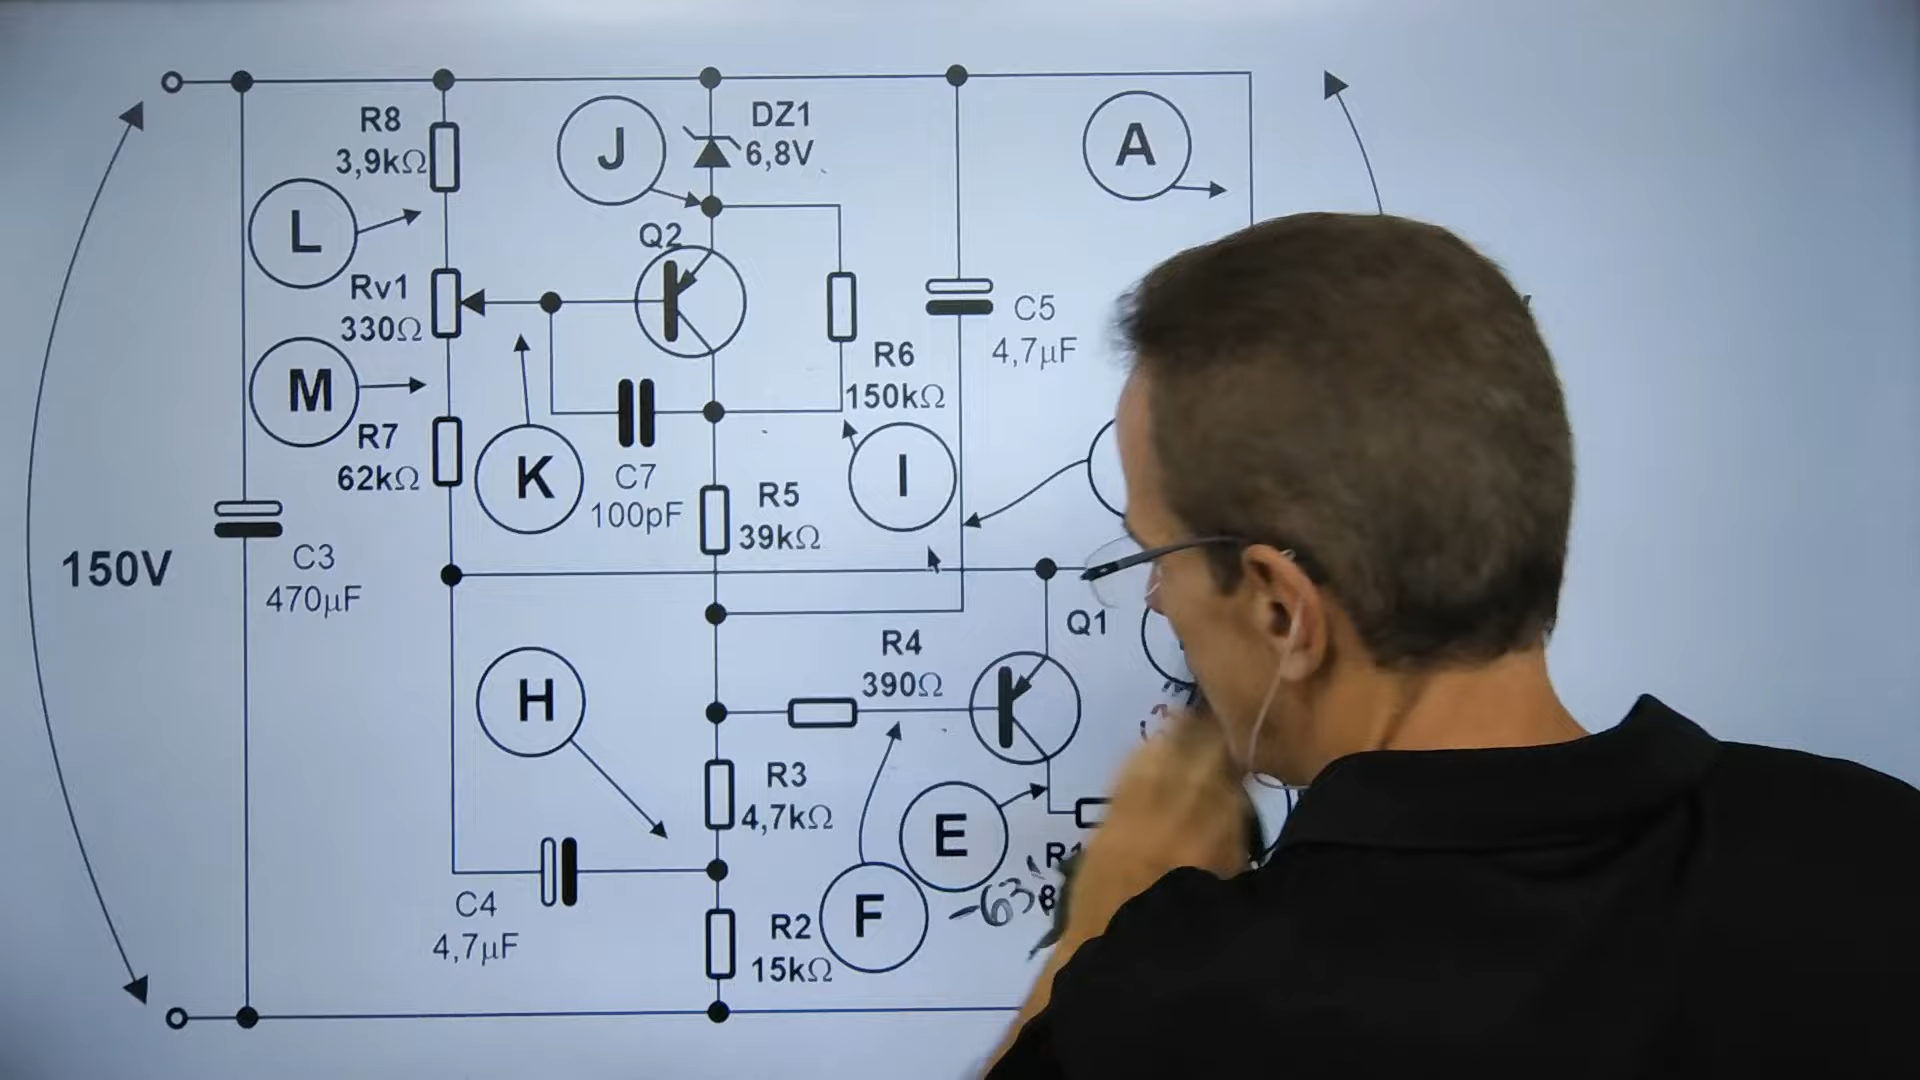 R8
3,9kΩ
J
DZ1
6,8V
A
L
Q2
Rv1
330Ω
C5
4,7µF
M
R6
150kΩ
R7
62kΩ
K
C7
100pF
R5
39kΩ
I
150V
C3
470µF
Q1
R4
390Ω
H
R3
4,7kΩ
E
C4
4,7µF
R2
15kΩ
F